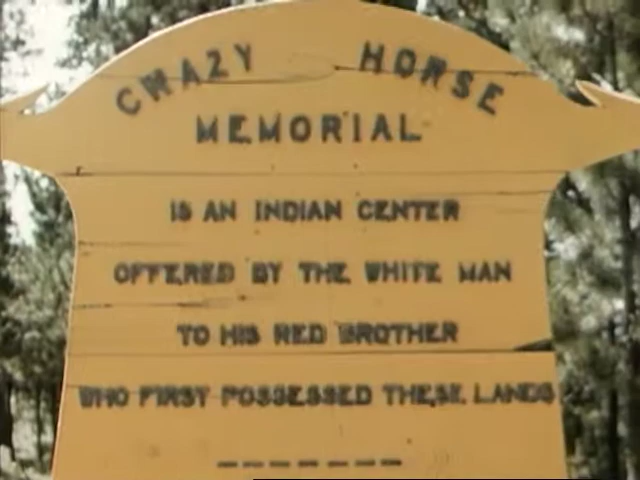 CRAZY HORSE
MEMORIAL
IS AN INDIAN CENTER
OFFERED BY THE WHITE MAN
TO HIS RED BROTHER
WHO FIRST POSSESSED THESE LANDS
-------